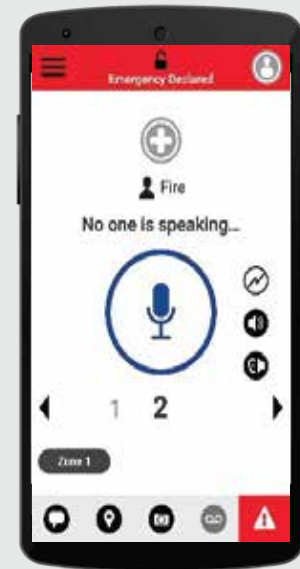 Emergency Declared
Fire
No one is speaking...
1 2
Zone 1